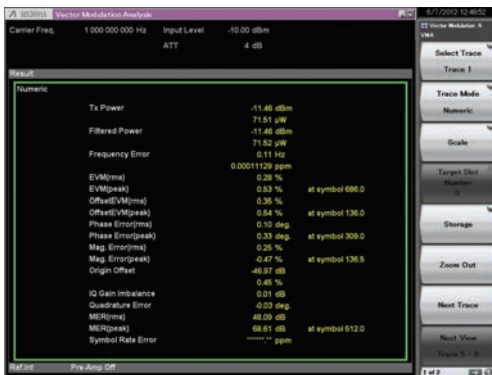 Vector Modulation Analysis
6/7/2012 12:48:52
Carrier Freq. 1 000 000 000 Hz Input Level -10.00 dBm
ATT 4 dB
Result
Numeric
Tx Power -11.46 dBm
71.51 µW
Filtered Power -11.46 dBm
71.52 µW
Frequency Error 0.11 Hz
0.00011129 ppm
EVM(rms) 0.28 %
EVM(peak) 0.53 % at symbol 686.0
OffsetEVM(rms) 0.35 %
OffsetEVM(peak) 0.54 % at symbol 136.0
Phase Error(rms) 0.10 deg.
Phase Error(peak) 0.33 deg. at symbol 309.0
Mag. Error(rms) 0.25 %
Mag. Error(peak) -0.47 % at symbol 136.5
Origin Offset -46.97 dB
0.45 %
IQ Gain Imbalance 0.01 dB
Quadrature Error -0.03 deg.
MER(rms) 48.09 dB
MER(peak) 68.61 dB at symbol 512.0
Symbol Rate Error ******.** ppm
Ref.Int Pre-Amp Off
Vector Modulation A
VMA
Select Trace
Trace 1
Trace Mode
Numeric
Scale
Target Slot
Number
0
Storage
Zoom Out
Next Trace
Next View
1 of 2